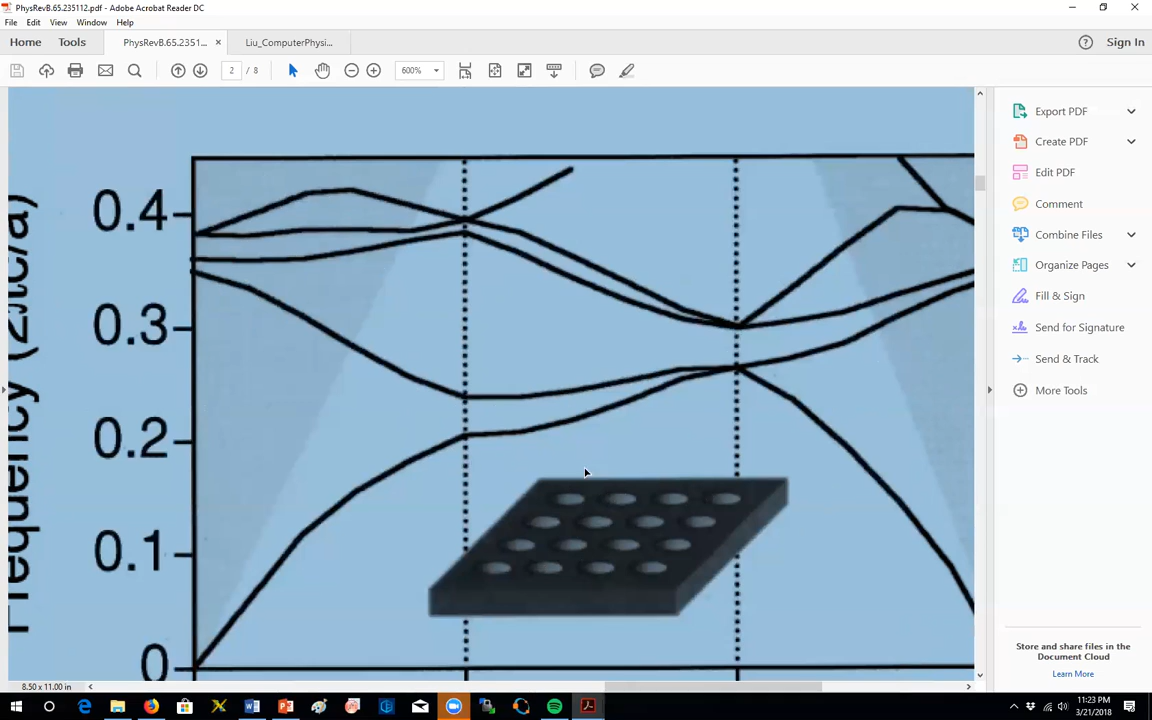 PhysRevB.65.235112.pdf - Adobe Acrobat Reader DC
File Edit View Window Help
Home Tools PhysRevB.65.2351... × Liu_ComputerPhysi... Sign In
2 / 8 600%
Export PDF
Create PDF
Edit PDF
Comment
Combine Files
Organize Pages
Fill & Sign
Send for Signature
Send & Track
More Tools
Store and share files in the
Document Cloud
Learn More
Frequency (2πc/a)
0.4
0.3
0.2
0.1
0
8.50 x 11.00 in
11:23 PM
3/21/2018